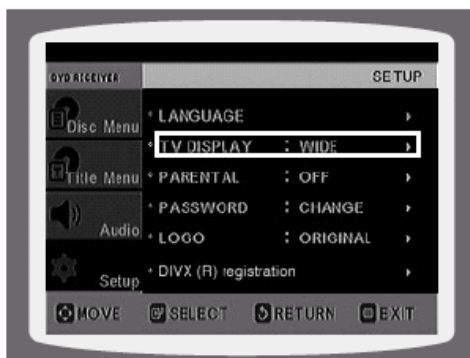 DVD RECEIVER SETUP
Disc Menu
Title Menu
Audio
Setup
LANGUAGE
TV DISPLAY : WIDE
PARENTAL : OFF
PASSWORD : CHANGE
LOGO : ORIGINAL
DIVX (R) registration
MOVE SELECT RETURN EXIT